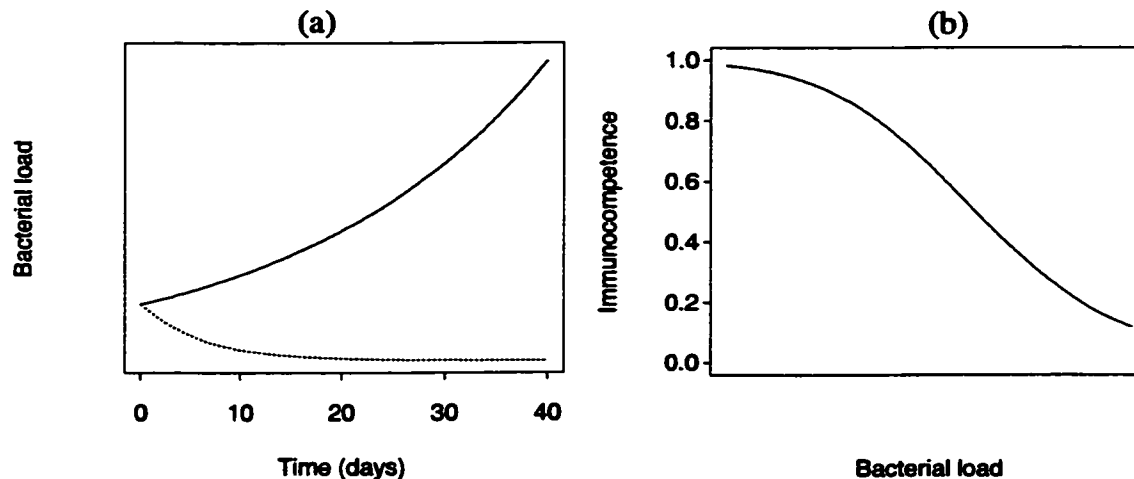 (a)
Bacterial load
0 10 20 30 40
Time (days)
(b)
Immunocompetence
1.0
0.8
0.6
0.4
0.2
0.0
Bacterial load